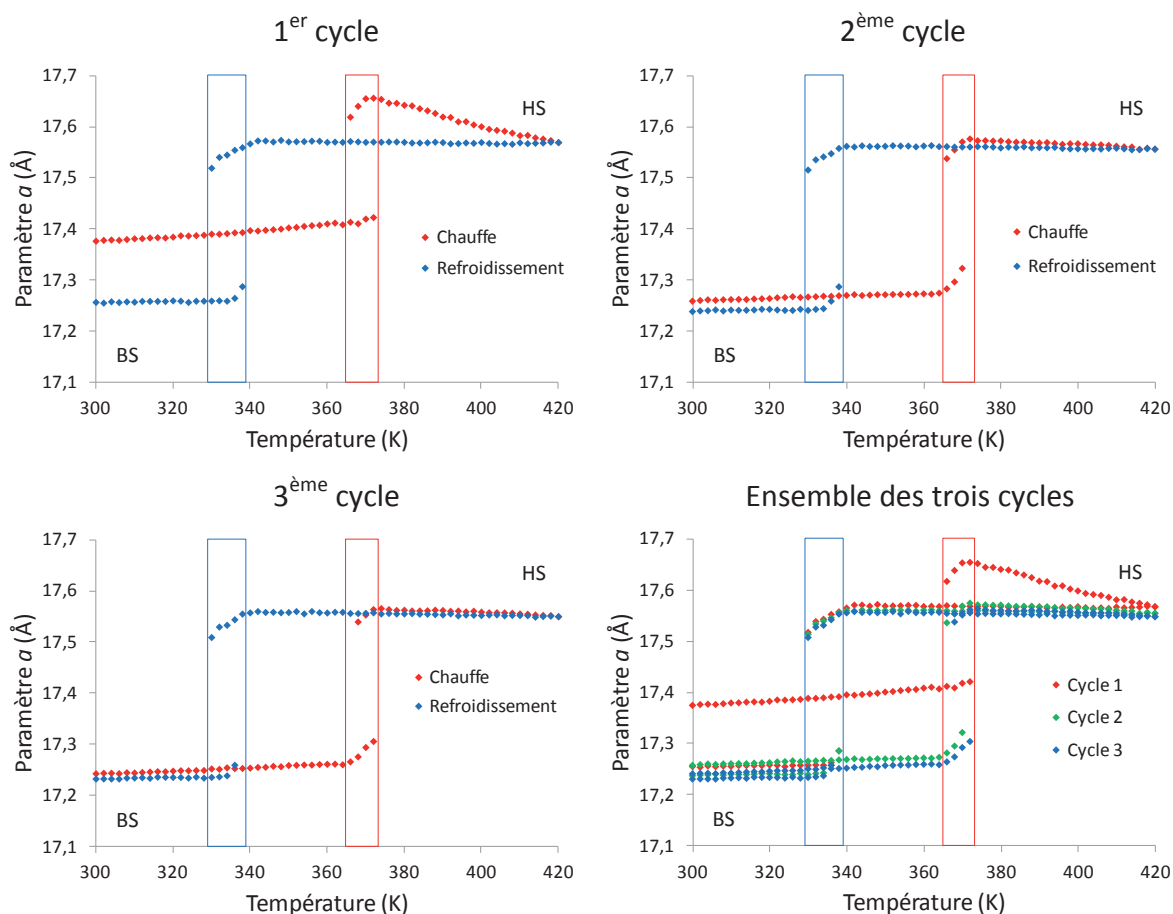 1er cycle
17,7
17,6
17,5
17,4
17,3
17,2
17,1
Paramètre a (Å)
HS
Chauffe
Refroidissement
BS
300 320 340 360 380 400 420
Température (K)
2ème cycle
17,7
17,6
17,5
17,4
17,3
17,2
17,1
Paramètre a (Å)
HS
Chauffe
Refroidissement
BS
300 320 340 360 380 400 420
Température (K)
3ème cycle
17,7
17,6
17,5
17,4
17,3
17,2
17,1
Paramètre a (Å)
HS
Chauffe
Refroidissement
BS
300 320 340 360 380 400 420
Température (K)
Ensemble des trois cycles
17,7
17,6
17,5
17,4
17,3
17,2
17,1
Paramètre a (Å)
HS
Cycle 1
Cycle 2
Cycle 3
BS
300 320 340 360 380 400 420
Température (K)